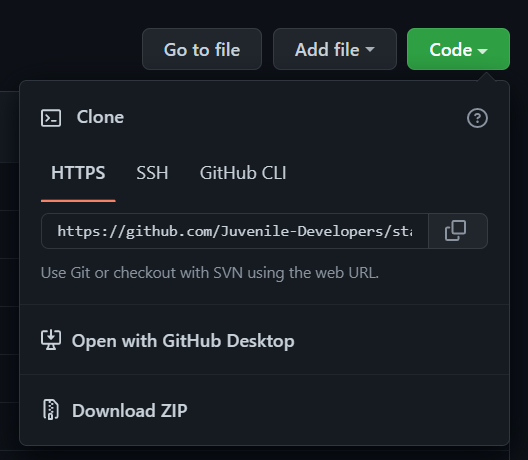 Go to file Add file Code
Clone
HTTPS SSH GitHub CLI
https://github.com/Juvenile-Developers/sta
Use Git or checkout with SVN using the web URL.
Open with GitHub Desktop
Download ZIP